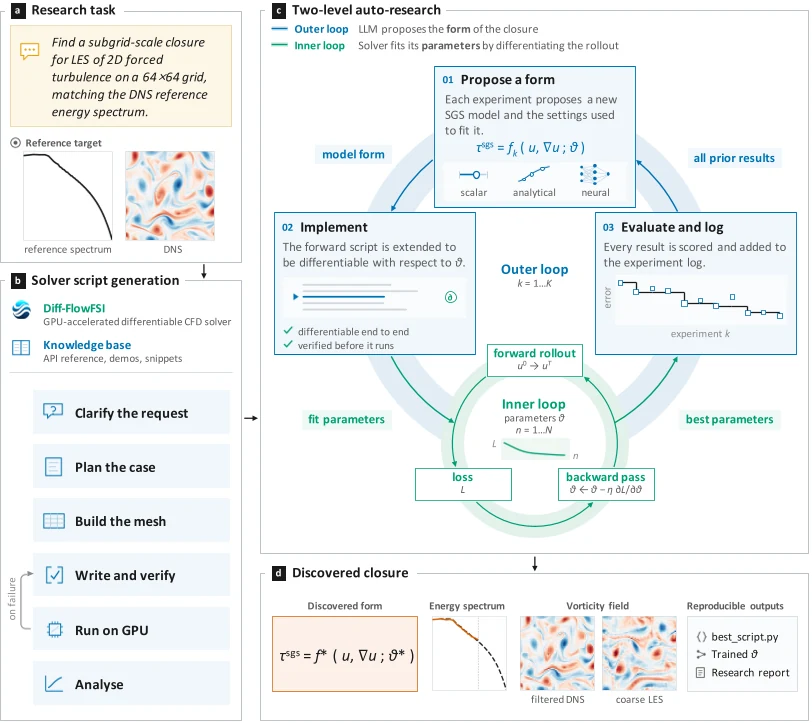 a Research task
Find a subgrid-scale closure
for LES of 2D forced
turbulence on a 64×64 grid,
matching the DNS reference
energy spectrum.
Reference target
reference spectrum
DNS
b Solver script generation
Diff-FlowFSI
GPU-accelerated differentiable CFD solver
Knowledge base
API reference, demos, snippets
Clarify the request
Plan the case
Build the mesh
Write and verify
on failure
Run on GPU
Analyse
c Two-level auto-research
Outer loop LLM proposes the form of the closure
Inner loop Solver fits its parameters by differentiating the rollout
01 Propose a form
Each experiment proposes a new
SGS model and the settings used
to fit it.
τˢᵍˢ = fₖ ( u, ∇u ; ϑ )
scalar
analytical
neural
model form
all prior results
02 Implement
The forward script is extended to
be differentiable with respect to ϑ.
∂
differentiable end to end
verified before it runs
Outer loop
k = 1...K
03 Evaluate and log
Every result is scored and added to
the experiment log.
error
experiment k
forward rollout
u⁰ → uᵀ
fit parameters
Inner loop
parameters ϑ
n = 1...N
L
n
best parameters
loss
L
backward pass
ϑ ← ϑ − η ∂L/∂ϑ
d Discovered closure
Discovered form
τˢᵍˢ = f* ( u, ∇u ; ϑ* )
Energy spectrum
Vorticity field
filtered DNS
coarse LES
Reproducible outputs
{} best_script.py
Trained ϑ
Research report